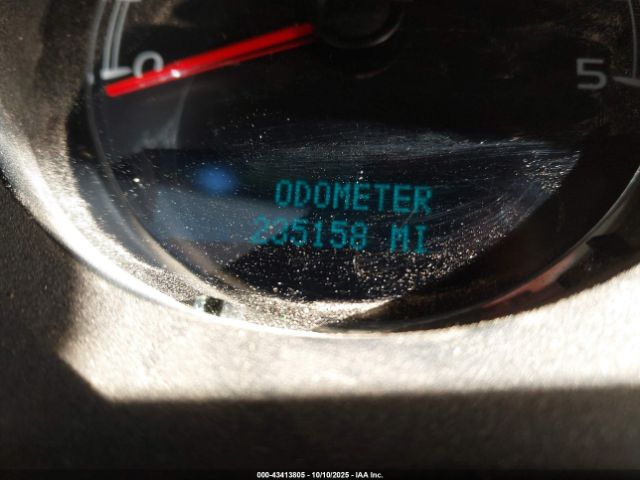 0
5
ODOMETER
235158 MI
000-43413805 - 10/10/2025 - IAA Inc.